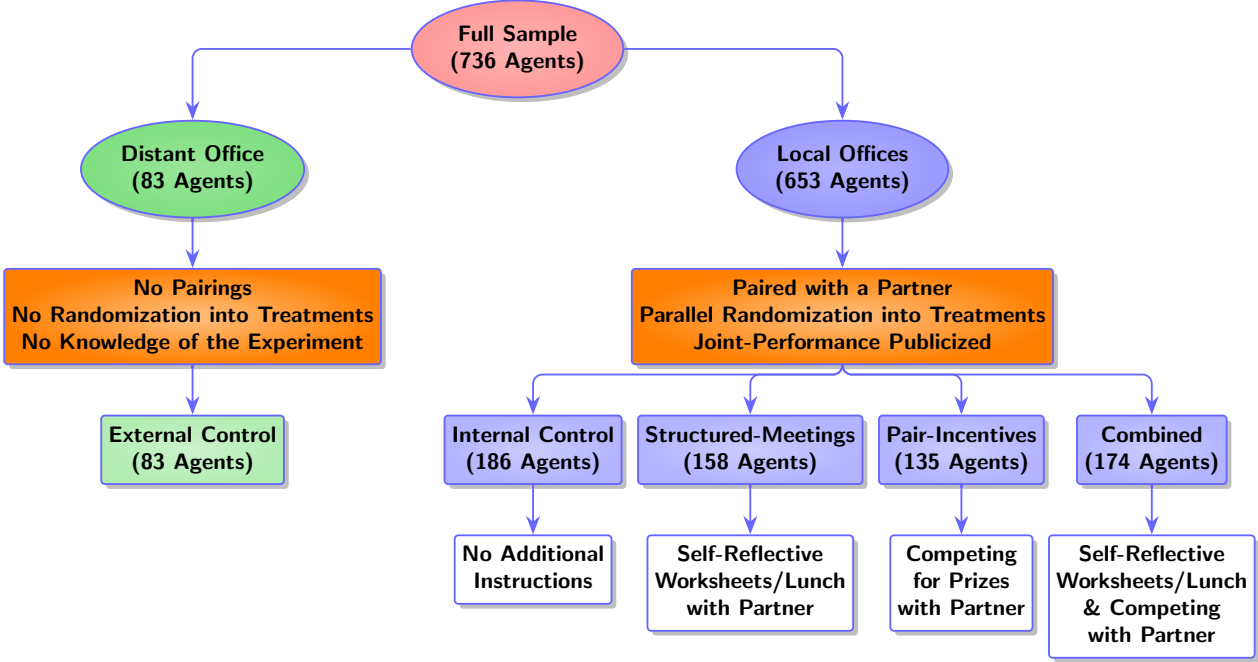 Full Sample
(736 Agents)
Distant Office
(83 Agents)
Local Offices
(653 Agents)
No Pairings
No Randomization into Treatments
No Knowledge of the Experiment
Paired with a Partner
Parallel Randomization into Treatments
Joint-Performance Publicized
External Control
(83 Agents)
Internal Control
(186 Agents)
Structured-Meetings
(158 Agents)
Pair-Incentives
(135 Agents)
Combined
(174 Agents)
No Additional
Instructions
Self-Reflective
Worksheets/Lunch
with Partner
Competing
for Prizes
with Partner
Self-Reflective
Worksheets/Lunch
& Competing
with Partner